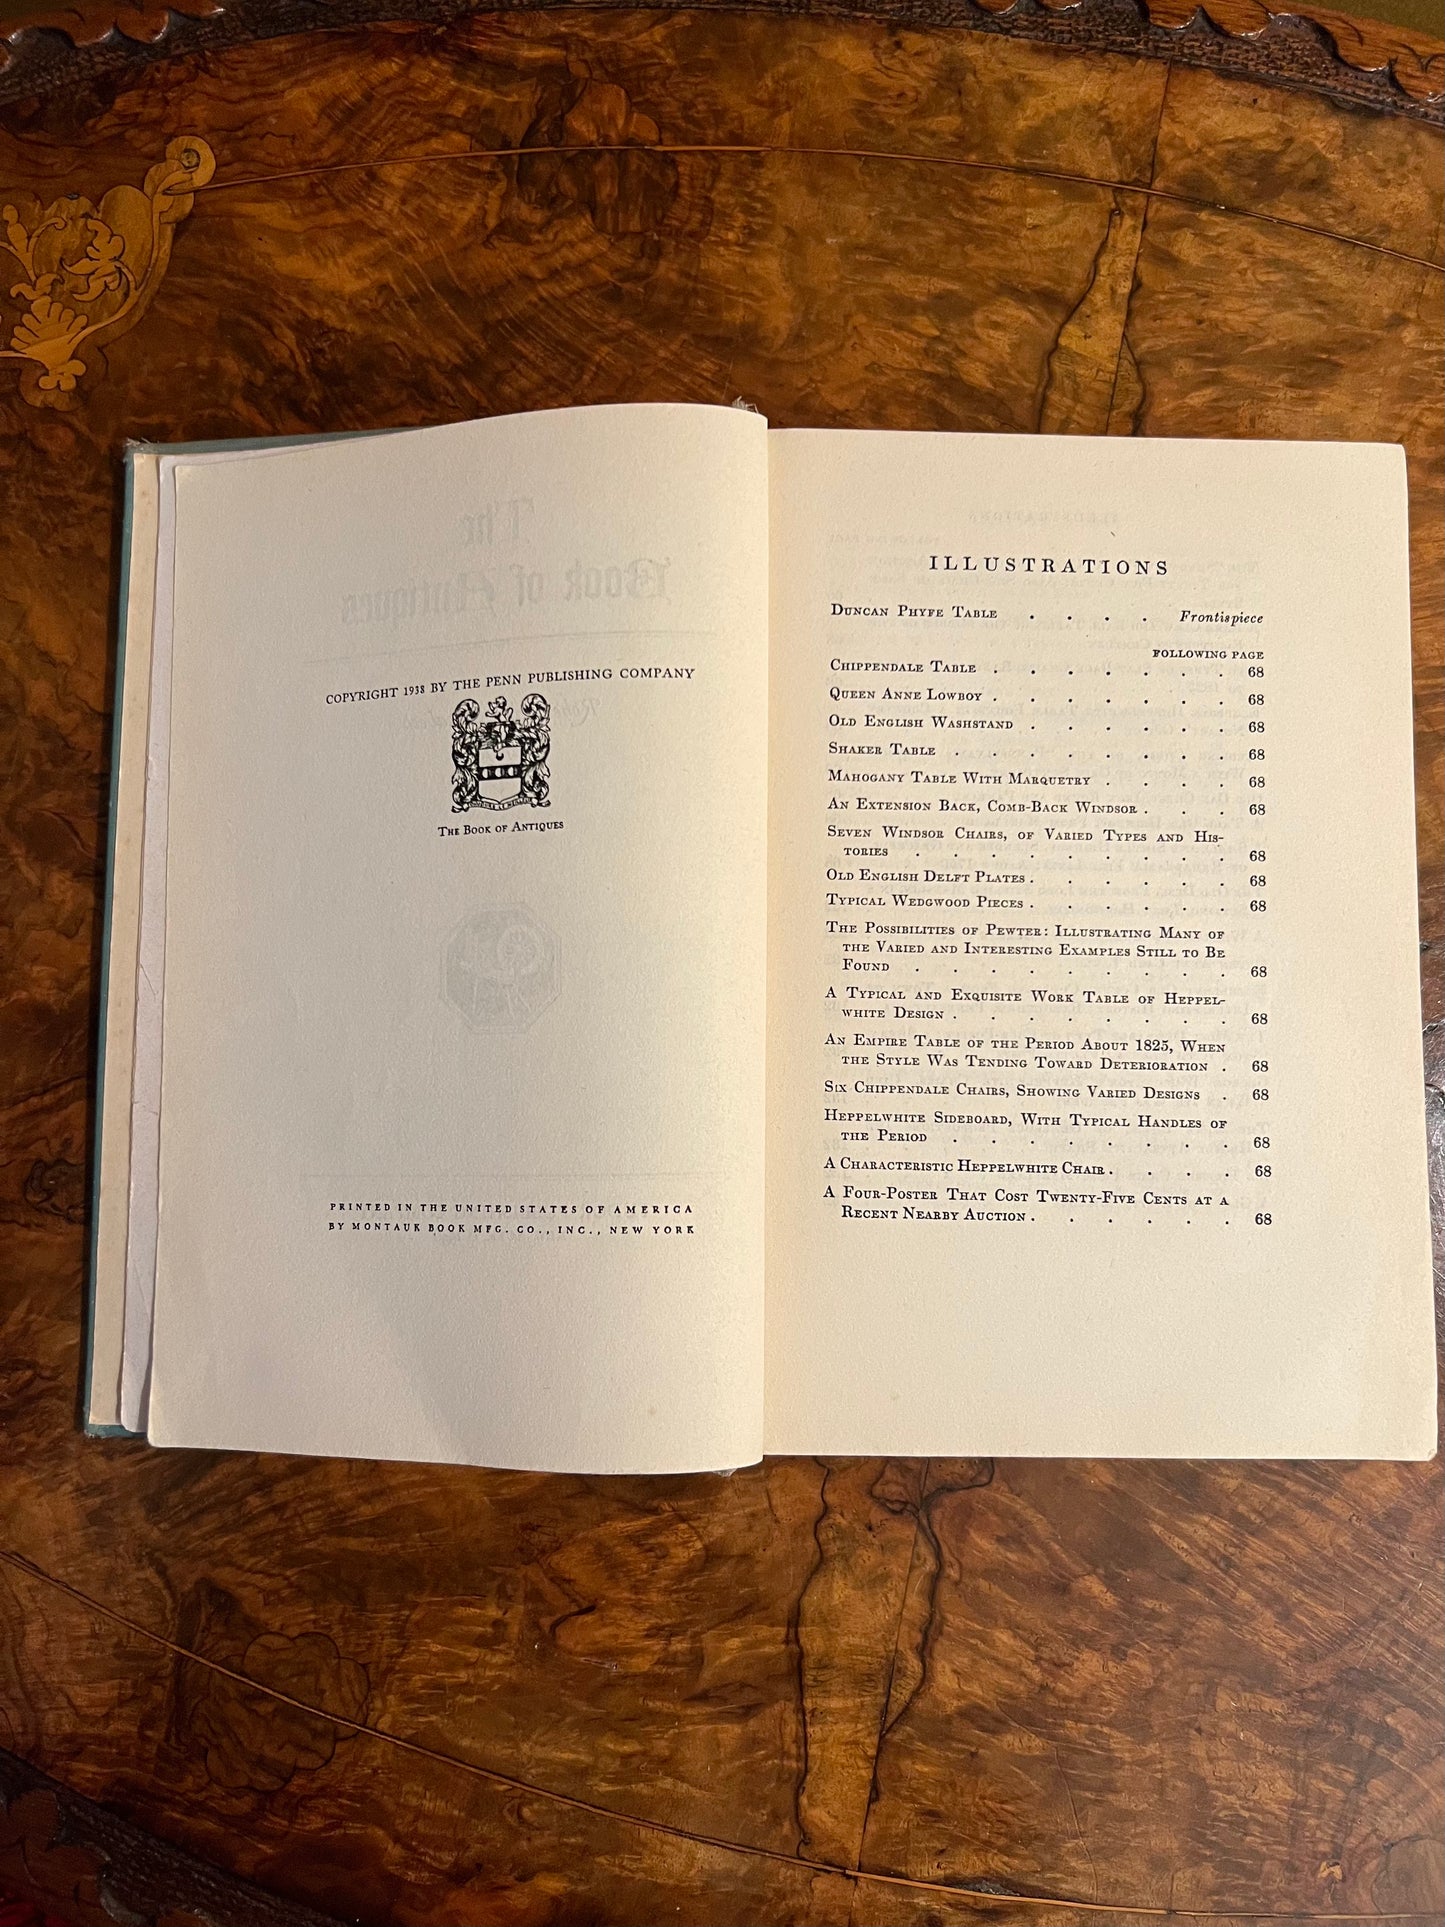 COPYRIGHT 1938 BY THE PENN PUBLISHING COMPANY
THE BOOK OF ANTIQUES
PRINTED IN THE UNITED STATES OF AMERICA
BY MONTAUK BOOK MFG. CO., INC., NEW YORK
ILLUSTRATIONS
DUNCAN PHYFE TABLE . . . . Frontispiece
FOLLOWING PAGE
CHIPPENDALE TABLE . . . . . . . 68
QUEEN ANNE LOWBOY . . . . . . . 68
OLD ENGLISH WASHSTAND . . . . . . 68
SHAKER TABLE . . . . . . . . 68
MAHOGANY TABLE WITH MARQUETRY . . . . 68
AN EXTENSION BACK, COMB-BACK WINDSOR . . . 68
SEVEN WINDSOR CHAIRS, OF VARIED TYPES AND HIS-
TORIES . . . . . . . . . 68
OLD ENGLISH DELFT PLATES . . . . . . 68
TYPICAL WEDGWOOD PIECES . . . . . . 68
THE POSSIBILITIES OF PEWTER: ILLUSTRATING MANY OF
THE VARIED AND INTERESTING EXAMPLES STILL TO BE
FOUND . . . . . . . . . 68
A TYPICAL AND EXQUISITE WORK TABLE OF HEPPEL-
WHITE DESIGN . . . . . . . . 68
AN EMPIRE TABLE OF THE PERIOD ABOUT 1825, WHEN
THE STYLE WAS TENDING TOWARD DETERIORATION . 68
SIX CHIPPENDALE CHAIRS, SHOWING VARIED DESIGNS . 68
HEPPELWHITE SIDEBOARD, WITH TYPICAL HANDLES OF
THE PERIOD . . . . . . . . 68
A CHARACTERISTIC HEPPELWHITE CHAIR . . . . 68
A FOUR-POSTER THAT COST TWENTY-FIVE CENTS AT A
RECENT NEARBY AUCTION . . . . . . 68